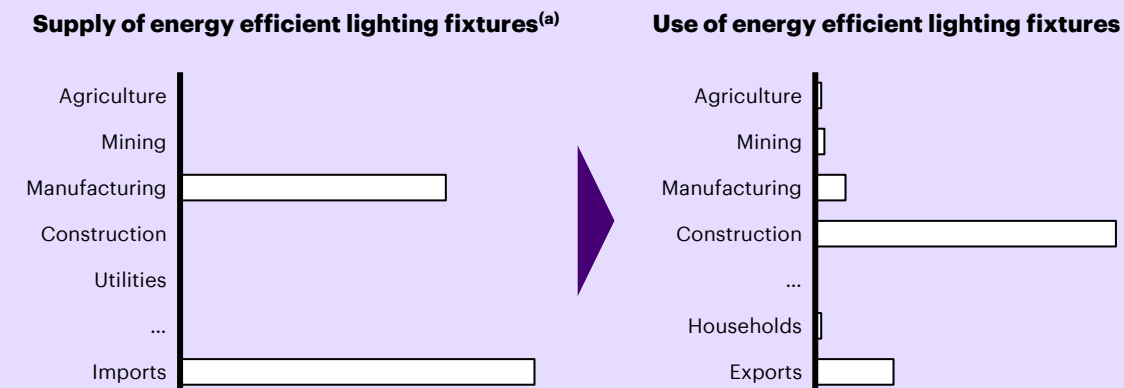 Supply of energy efficient lighting fixtures(a)
Agriculture
Mining
Manufacturing
Construction
Utilities
...
Imports
Use of energy efficient lighting fixtures
Agriculture
Mining
Manufacturing
Construction
...
Households
Exports